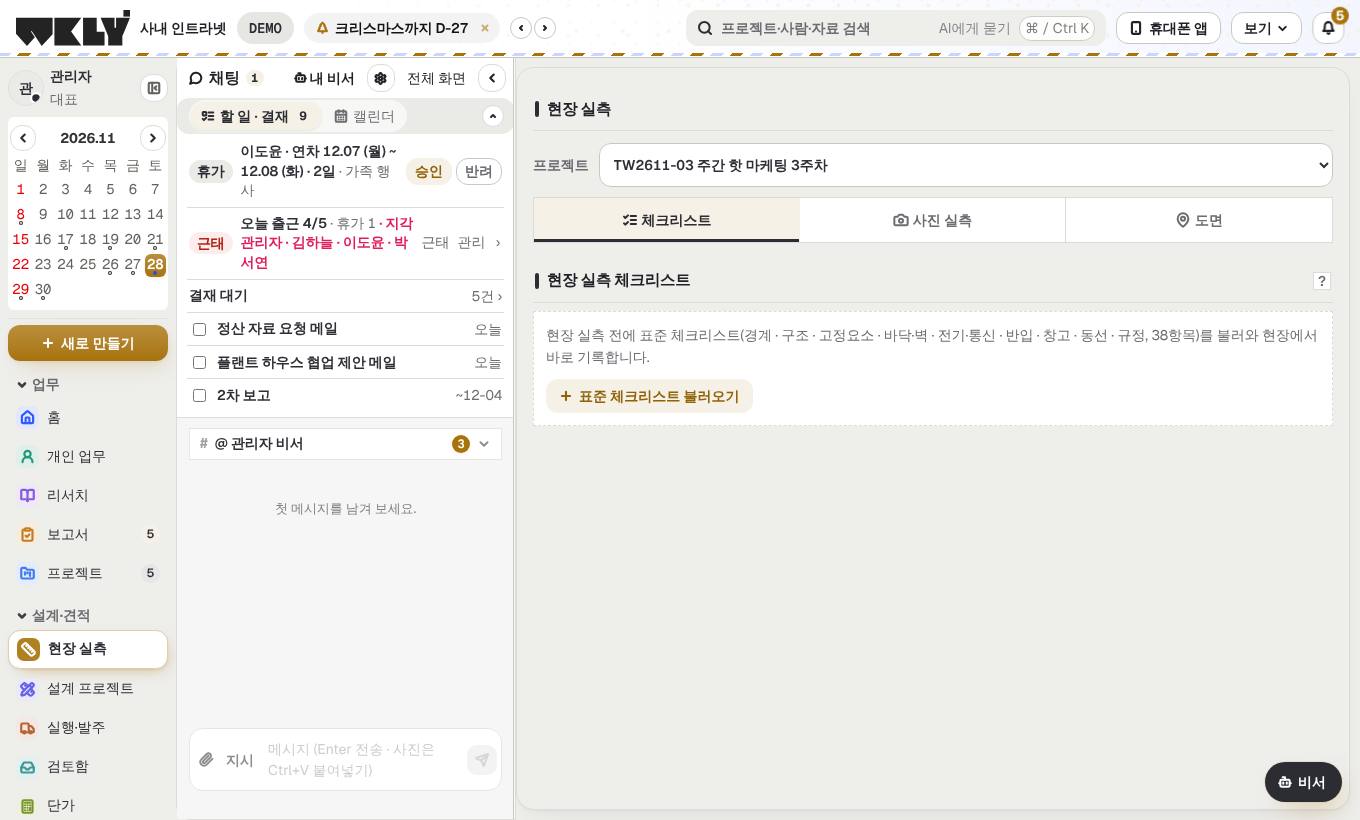 WKLY 사내 인트라넷 DEMO 크리스마스까지 D-27 × 프로젝트·사람·자료 검색 AI에게 묻기 ⌘ / Ctrl K 휴대폰 앱 보기 5
관 관리자
대표
2026.11
일 월 화 수 목 금 토
1 2 3 4 5 6 7
8 9 10 11 12 13 14
15 16 17 18 19 20 21
22 23 24 25 26 27 28
29 30
+ 새로 만들기
업무
홈
개인 업무
리서치
보고서 5
프로젝트 5
설계·견적
현장 실측
설계 프로젝트
실행·발주
검토함
단가
채팅 1 내 비서 전체 화면
할 일 · 결재 9 캘린더
휴가 이도윤 · 연차 12.07 (월) ~
12.08 (화) · 2일 · 가족 행
사
승인 반려
근태 오늘 출근 4/5 · 휴가 1 · 지각
관리자 · 김하늘 · 이도윤 · 박
서연
근태 관리 ›
결재 대기 5건 ›
정산 자료 요청 메일 오늘
플랜트 하우스 협업 제안 메일 오늘
2차 보고 ~12-04
# @ 관리자 비서 3
첫 메시지를 남겨 보세요.
지시 메시지 (Enter 전송 · 사진은
Ctrl+V 붙여넣기)
현장 실측
프로젝트 TW2611-03 주간 핫 마케팅 3주차
체크리스트 사진 실측 도면
현장 실측 체크리스트 ?
현장 실측 전에 표준 체크리스트(경계 · 구조 · 고정요소 · 바닥·벽 · 전기·통신 · 반입 · 창고 · 동선 · 규정, 38항목)를 불러와 현장에서
바로 기록합니다.
+ 표준 체크리스트 불러오기
비서